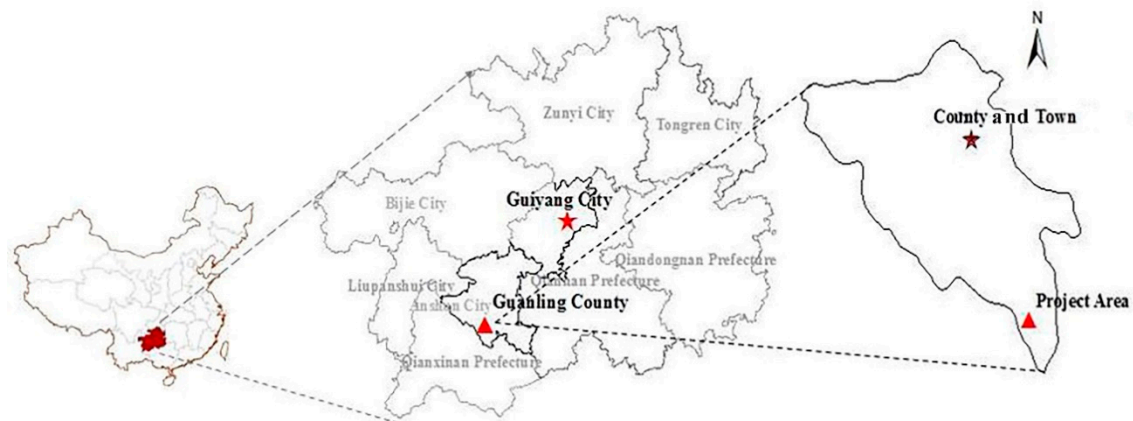 N
Zunyi City
Tongren City
County and Town
Bijie City
Guiyang City
Qiandongnan Prefecture
Qiannan Prefecture
Liupanshui City
Anshun City
Guanling County
Project Area
Qianxinan Prefecture